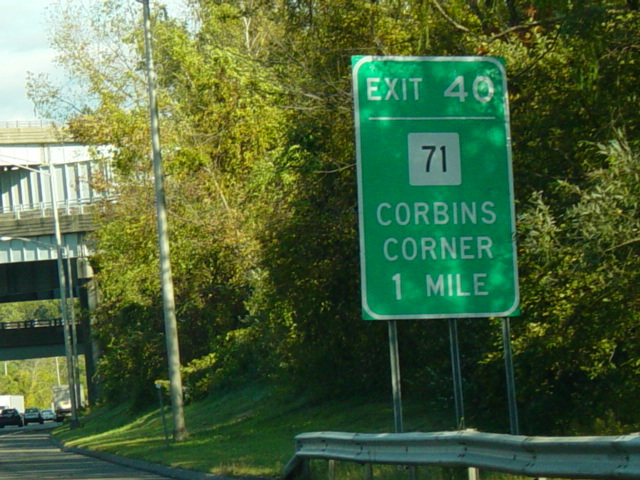 EXIT 40
71
CORBINS
CORNER
1 MILE